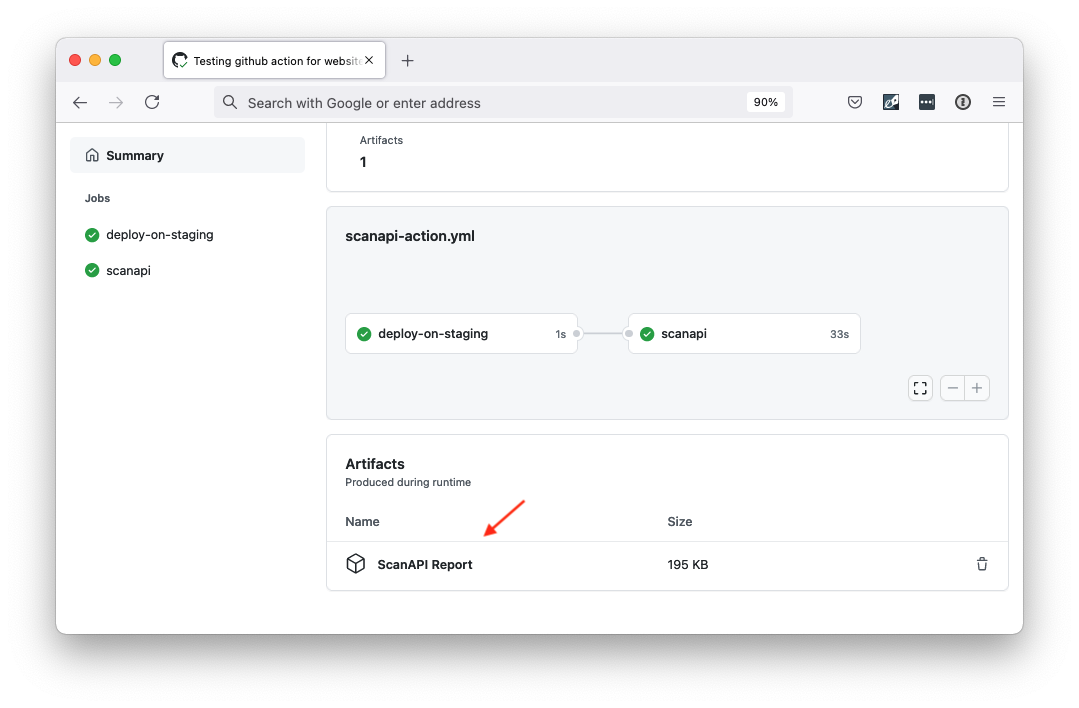 Testing github action for website
Search with Google or enter address
90%
Summary
Jobs
deploy-on-staging
scanapi
Artifacts
1
scanapi-action.yml
deploy-on-staging 1s
scanapi 33s
Artifacts
Produced during runtime
Name Size
ScanAPI Report 195 KB